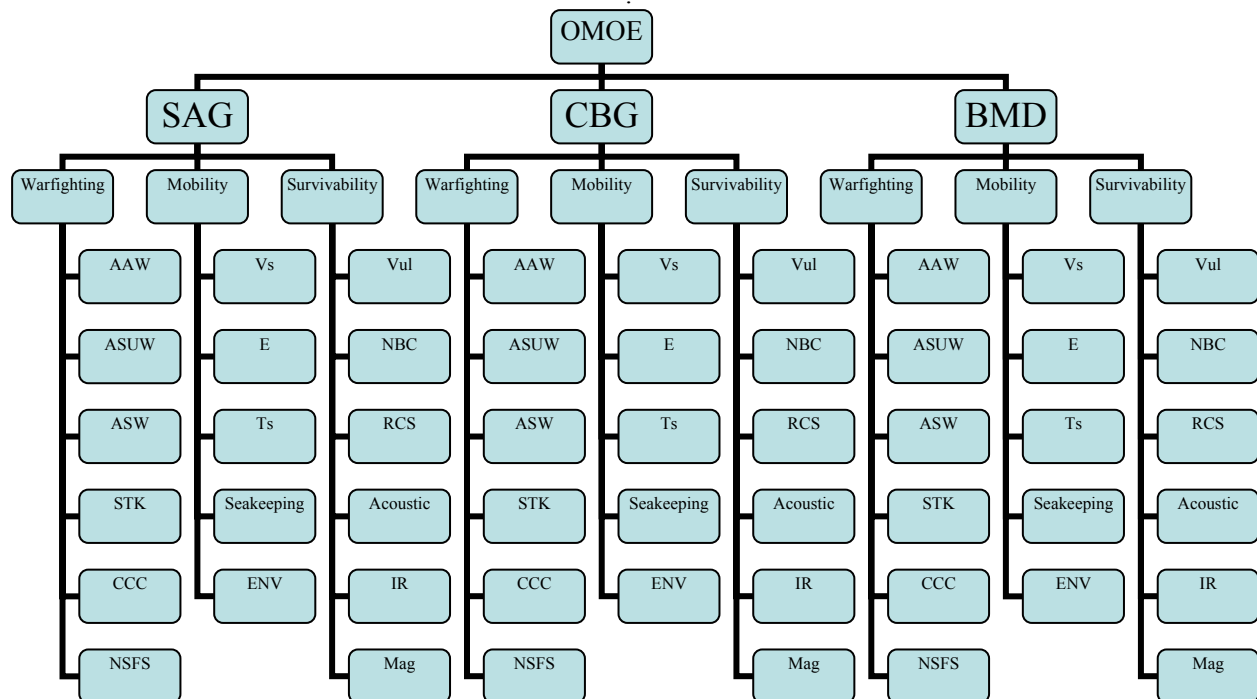 OMOE
SAG
CBG
BMD
Warfighting
Mobility
Survivability
Warfighting
Mobility
Survivability
Warfighting
Mobility
Survivability
AAW
Vs
Vul
AAW
Vs
Vul
AAW
Vs
Vul
ASUW
E
NBC
ASUW
E
NBC
ASUW
E
NBC
ASW
Ts
RCS
ASW
Ts
RCS
ASW
Ts
RCS
STK
Seakeeping
Acoustic
STK
Seakeeping
Acoustic
STK
Seakeeping
Acoustic
CCC
ENV
IR
CCC
ENV
IR
CCC
ENV
IR
NSFS
Mag
NSFS
Mag
NSFS
Mag